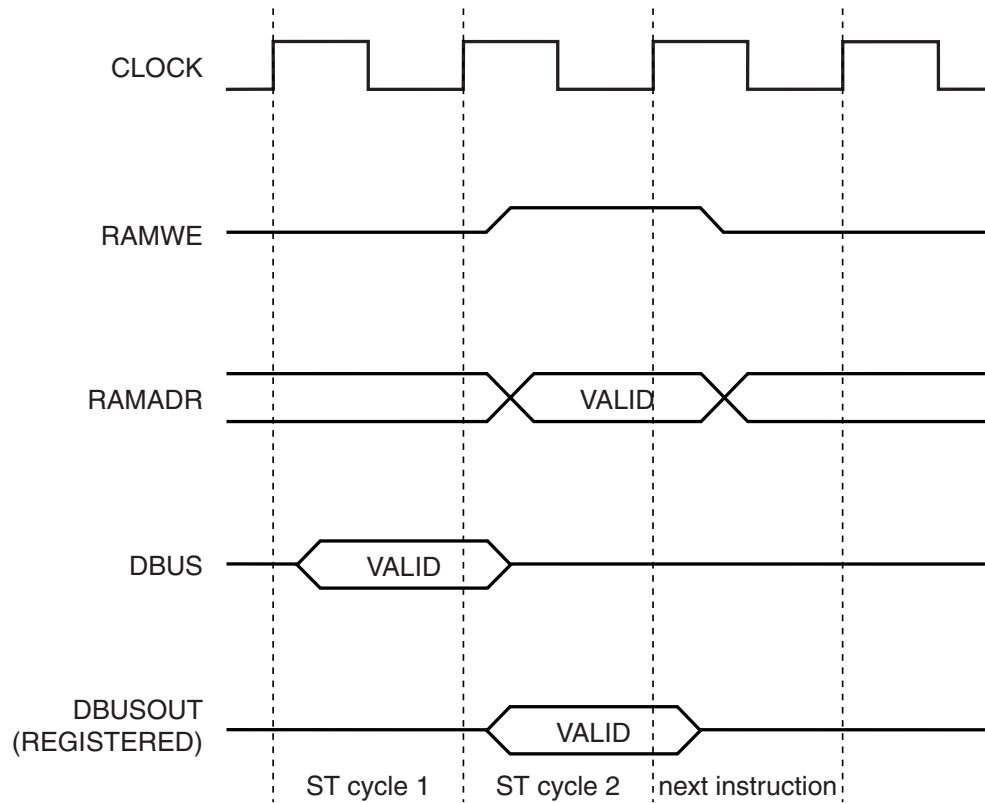 CLOCK
RAMWE
RAMADR
VALID
DBUS
VALID
DBUSOUT
(REGISTERED)
VALID
ST cycle 1
ST cycle 2
next instruction